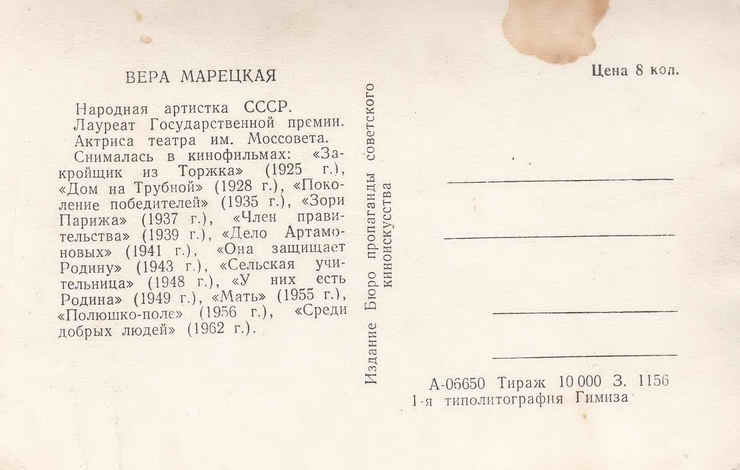 ВЕРА МАРЕЦКАЯ
Народная артистка СССР.
Лауреат Государственной премии.
Актриса театра им. Моссовета.
Снималась в кинофильмах: «За-
кройщик из Торжка» (1925 г.),
«Дом на Трубной» (1928 г.), «Поко-
ление победителей» (1935 г.), «Зори
Парижа» (1937 г.), «Член прави-
тельства» (1939 г.), «Дело Артамо-
новых» (1941 г.), «Она защищает
Родину» (1943 г.), «Сельская учи-
тельница» (1948 г.), «У них есть
Родина» (1949 г.), «Мать» (1955 г.),
«Полюшко-поле» (1956 г.), «Среди
добрых людей» (1962 г.).
Издание Бюро пропаганды советского
киноискусства
Цена 8 коп.
А-06650 Тираж 10 000 З. 1156
1-я типолитография Гимиза